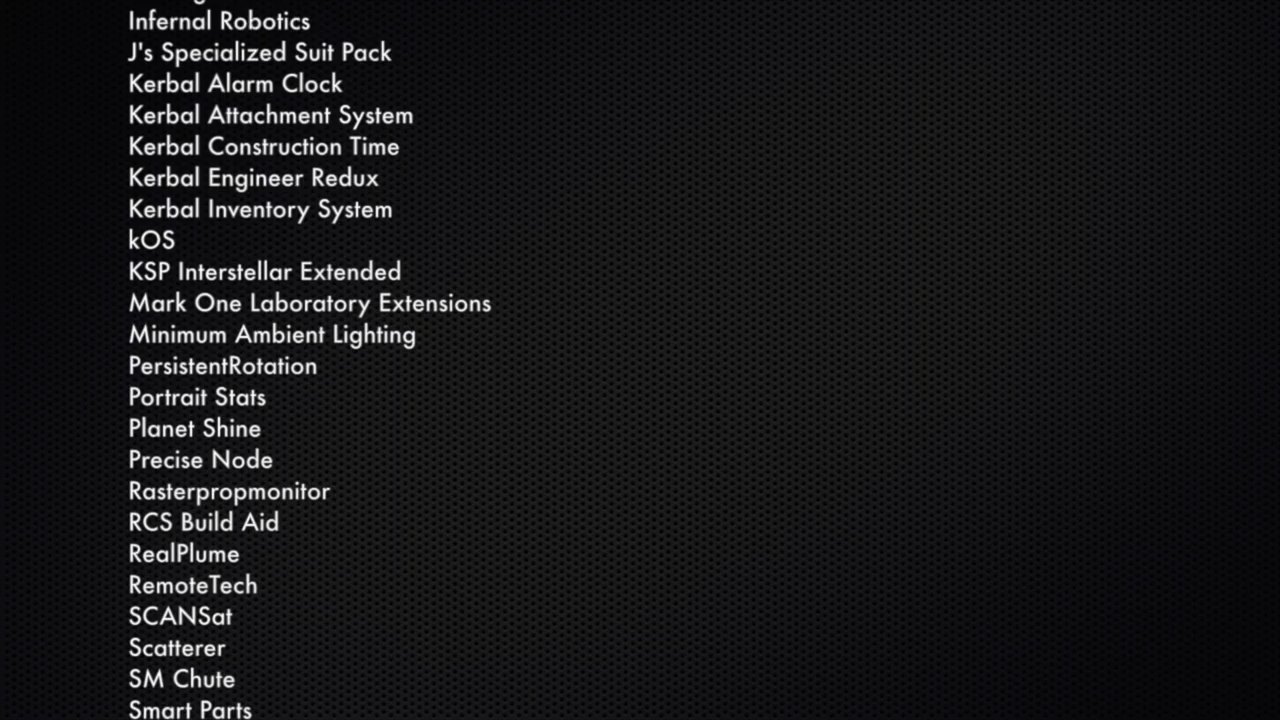 Infernal Robotics
J's Specialized Suit Pack
Kerbal Alarm Clock
Kerbal Attachment System
Kerbal Construction Time
Kerbal Engineer Redux
Kerbal Inventory System
kOS
KSP Interstellar Extended
Mark One Laboratory Extensions
Minimum Ambient Lighting
PersistentRotation
Portrait Stats
Planet Shine
Precise Node
Rasterpropmonitor
RCS Build Aid
RealPlume
RemoteTech
SCANSat
Scatterer
SM Chute
Smart Parts